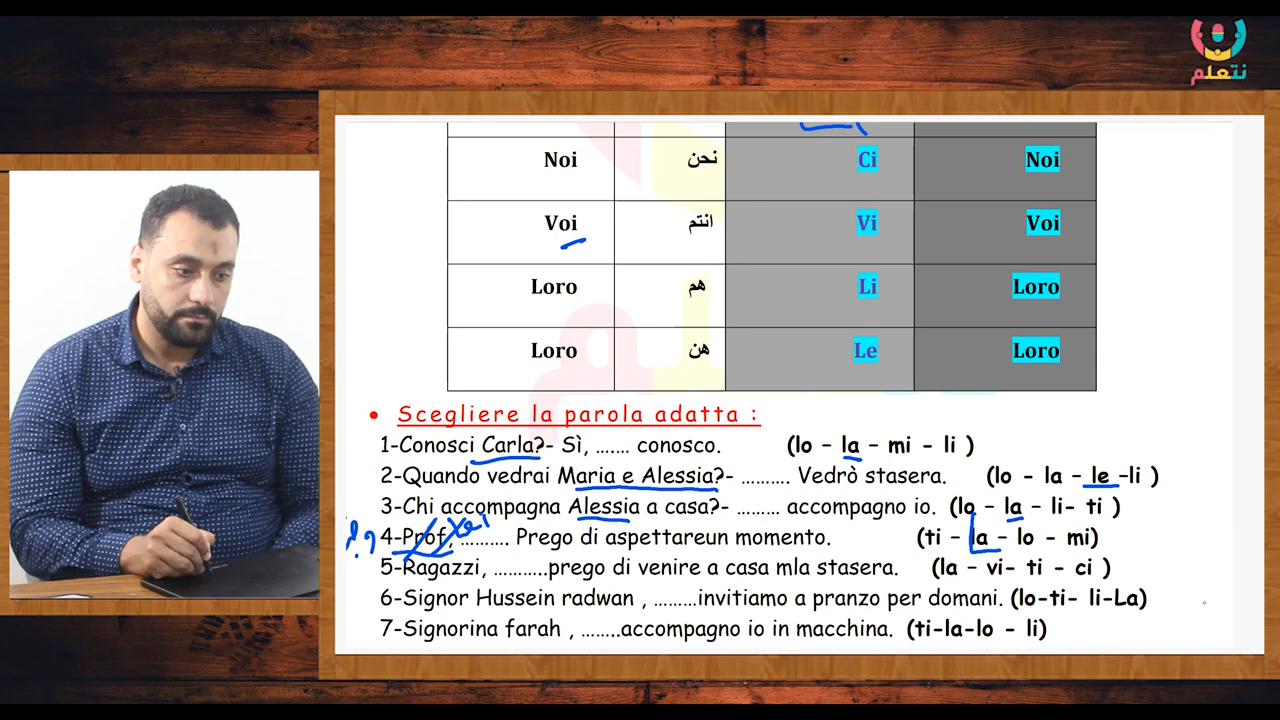 نتعلم
Noi نحن Ci Noi
Voi انتم Vi Voi
Loro هم Li Loro
Loro هن Le Loro
• Scegliere la parola adatta :
1-Conosci Carla?- Sì, ....... conosco. (lo – la – mi – li )
2-Quando vedrai Maria e Alessia?- .......... Vedrò stasera. (lo - la - le -li )
3-Chi accompagna Alessia a casa?- ......... accompagno io. (lo – la – li- ti )
4-Prof, .......... Prego di aspettareun momento. (ti – la – lo – mi)
5-Ragazzi, ...........prego di venire a casa mla stasera. (la – vi- ti – ci )
6-Signor Hussein radwan , .........invitiamo a pranzo per domani. (lo-ti- li-La)
7-Signorina farah , ........accompagno io in macchina. (ti-la-lo - li)